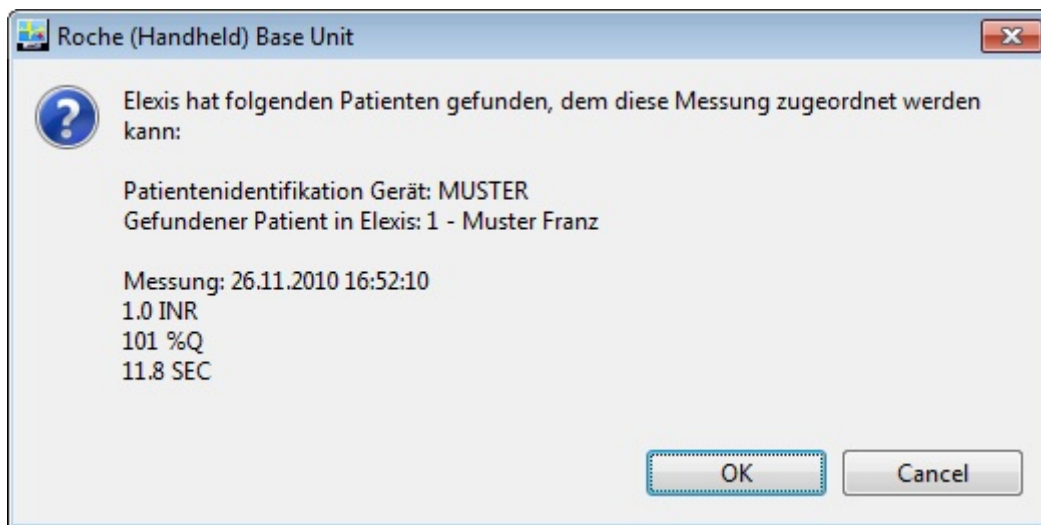 Roche (Handheld) Base Unit
Elexis hat folgenden Patienten gefunden, dem diese Messung zugeordnet werden
kann:
Patientenidentifikation Gerät: MUSTER
Gefundener Patient in Elexis: 1 - Muster Franz
Messung: 26.11.2010 16:52:10
1.0 INR
101 %Q
11.8 SEC
OK
Cancel